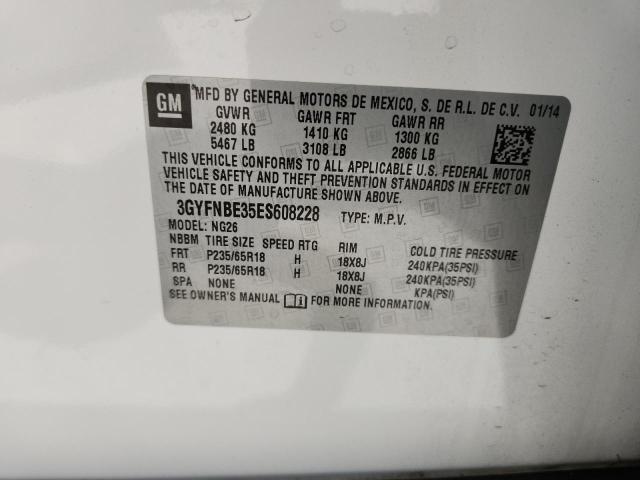 GM
MFD BY GENERAL MOTORS DE MEXICO, S. DE R.L. DE C.V. 01/14
GVWR GAWR FRT GAWR RR
2480 KG 1410 KG 1300 KG
5467 LB 3108 LB 2866 LB
THIS VEHICLE CONFORMS TO ALL APPLICABLE U.S. FEDERAL MOTOR
VEHICLE SAFETY AND THEFT PREVENTION STANDARDS IN EFFECT ON THE
DATE OF MANUFACTURE SHOWN ABOVE.
3GYFNBE35ES608228 TYPE: M.P.V.
MODEL: NG26
NBBM TIRE SIZE SPEED RTG RIM COLD TIRE PRESSURE
FRT P235/65R18 H 18X8J 240KPA(35PSI)
RR P235/65R18 H 18X8J 240KPA(35PSI)
SPA NONE NONE KPA(PSI)
SEE OWNER'S MANUAL FOR MORE INFORMATION.